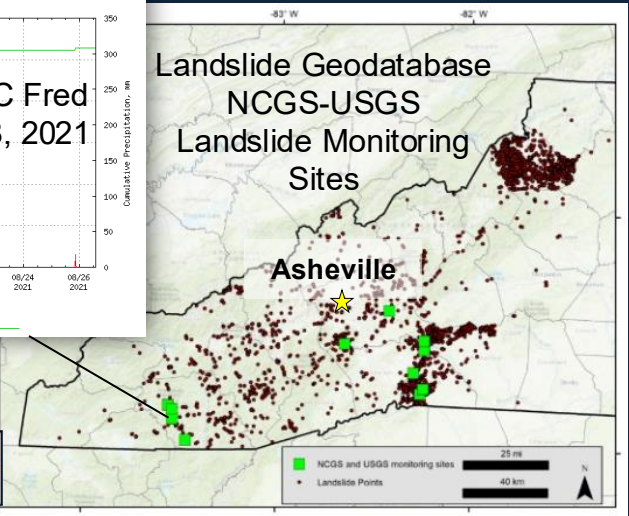 -83° W
-82° W
350
300
250
200
150
100
50
0
Cumulative Precipitation, mm
C Fred
, 2021
08/24
2021
08/26
2021
Landslide Geodatabase
NCGS-USGS
Landslide Monitoring
Sites
Asheville
NCGS and USGS monitoring sites
Landslide Points
25 mi
40 km
N